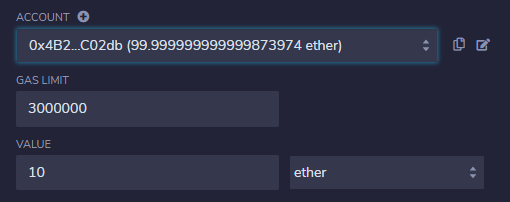 ACCOUNT
0x4B2...C02db (99.999999999999873974 ether)
GAS LIMIT
3000000
VALUE
10 ether